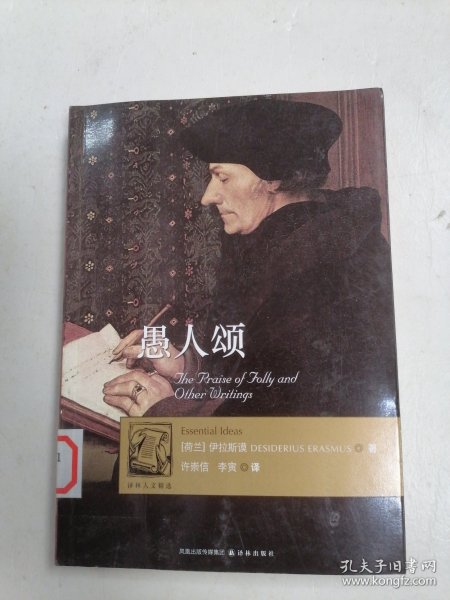 愚人颂
The Praise of Folly and
Other Writings
Essential Ideas
[荷兰] 伊拉斯谟 DESIDERIUS ERASMUS 著
许崇信 李寅 译
译林人文精选
1
凤凰出版传媒集团 译林出版社
孔夫子旧书网
www.kongfz.com